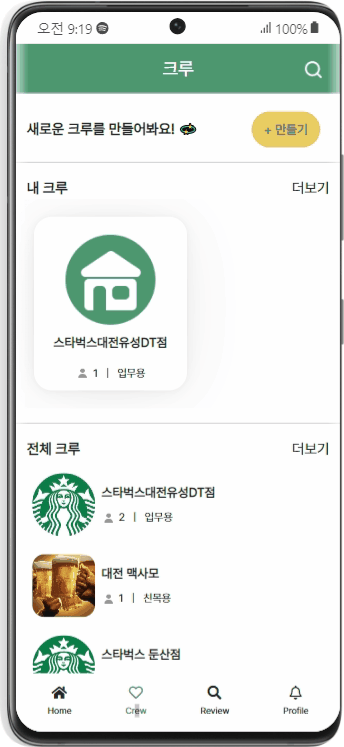 오전 9:19
100%
크루
새로운 크루를 만들어봐요!
+ 만들기
내 크루 더보기
스타벅스대전유성DT점
1 | 입무용
전체 크루 더보기
스타벅스대전유성DT점
2 | 입무용
대전 맥사모
1 | 친목용
스타벅스 둔산점
Home Crew Review Profile